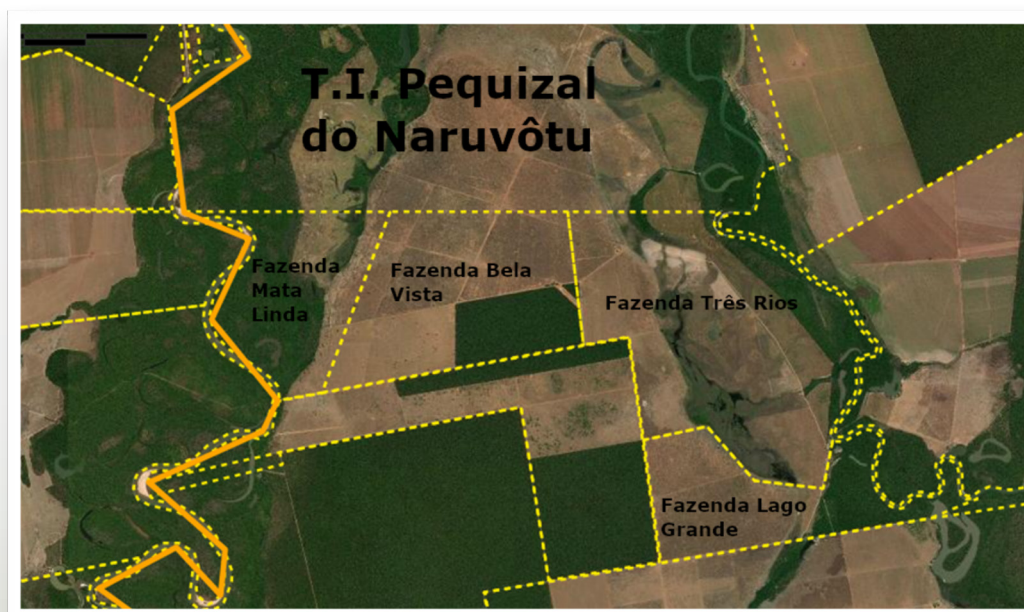 T.I. Pequizal
do Naruvôtu
Fazenda
Mata
Linda
Fazenda Bela
Vista
Fazenda Três Rios
Fazenda Lago
Grande